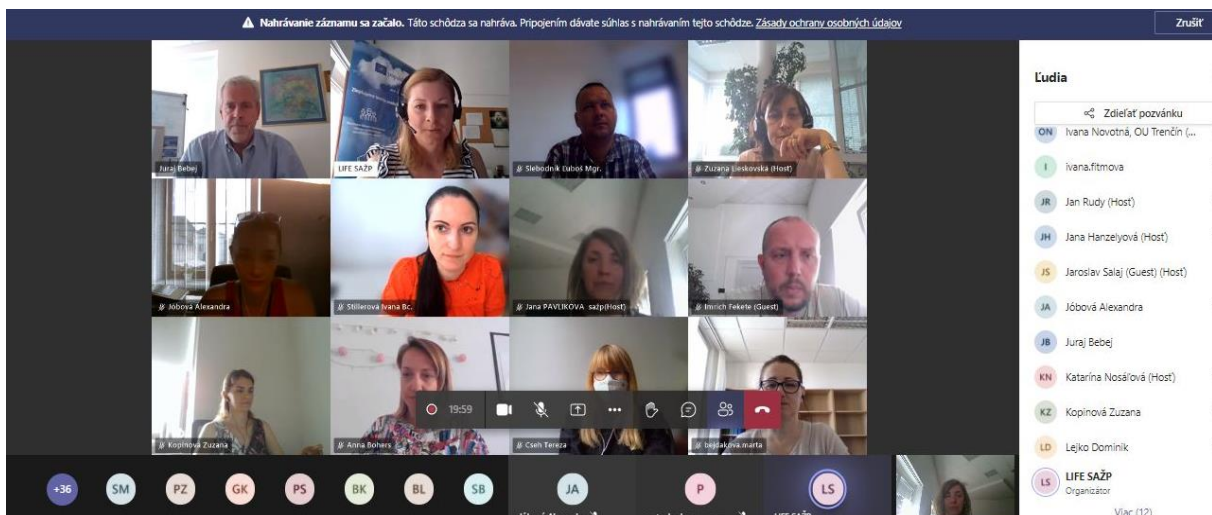 Nahrávanie záznamu sa začalo. Táto schôdza sa nahráva. Pripojením dávate súhlas s nahrávaním tejto schôdze. Zásady ochrany osobných údajov
Zrušiť
Juraj Bebej
LIFE SAŽP
Slebodník Ľuboš Mgr.
Zuzana Lieskovská (Host)
Jóbová Alexandra
Stillerová Ivana Bc.
Jana PAVLIKOVA sažp(Host)
Imrich Fekete (Guest)
Kopinová Zuzana
Anna Bohers
Cseh Tereza
bejdakova.marta
19:59
+36
SM
PZ
GK
PS
BK
BL
SB
JA
P
LS
Ľudia
Zdieľať pozvánku
ON Ivana Novotná, OU Trenčín (...
I ivana.fitmova
JR Jan Rudy (Hosť)
JH Jana Hanzelyová (Hosť)
JS Jaroslav Salaj (Guest) (Hosť)
JA Jóbová Alexandra
JB Juraj Bebej
KN Katarína Nosáľová (Hosť)
KZ Kopinová Zuzana
LD Lejko Dominik
LS LIFE SAŽP
Organizátor
Viac (12)